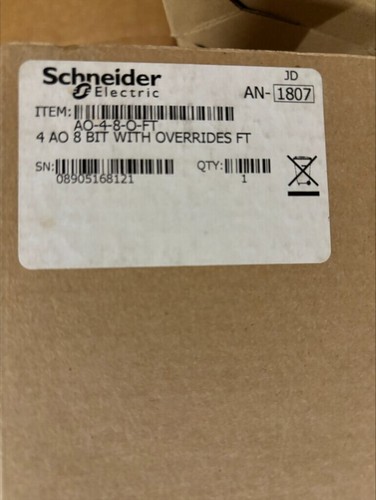 Schneider
Electric
JD
AN- 1807
ITEM:
AO-4-8-O-FT
4 AO 8 BIT WITH OVERRIDES FT
SN:
08905168121
QTY:
1